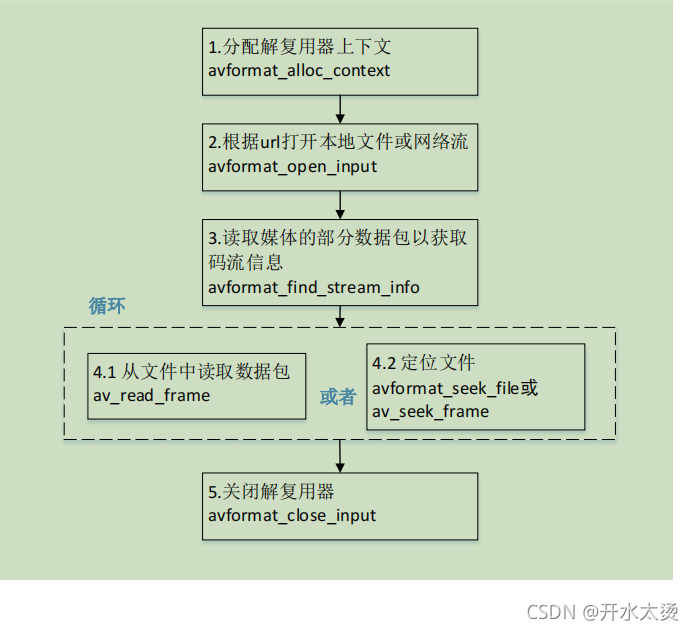 1.分配解复用器上下文
avformat_alloc_context
2.根据url打开本地文件或网络流
avformat_open_input
3.读取媒体的部分数据包以获取
码流信息
avformat_find_stream_info
循环
4.1 从文件中读取数据包
av_read_frame
或者
4.2 定位文件
avformat_seek_file或
av_seek_frame
5.关闭解复用器
avformat_close_input
CSDN @开水太烫